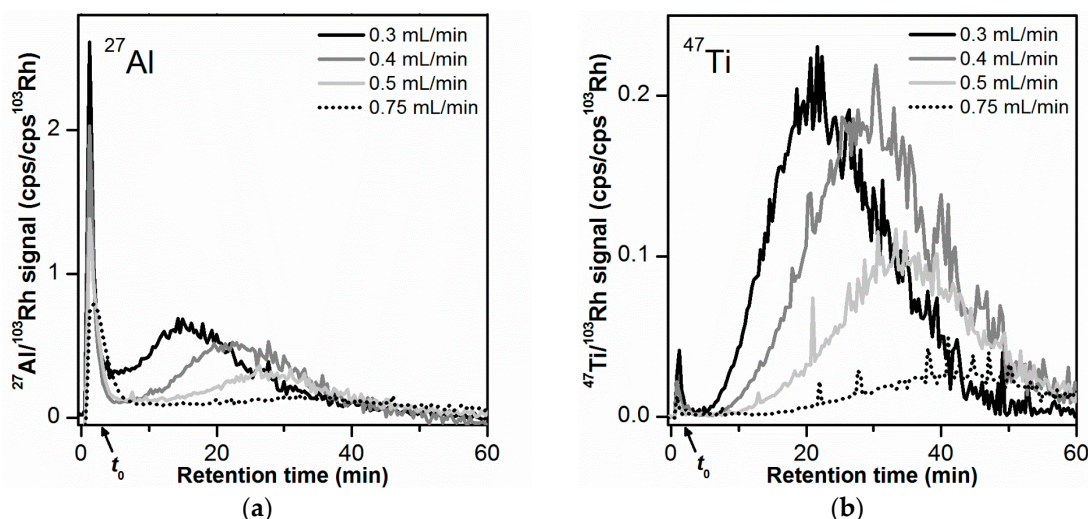 27Al
0.3 mL/min
0.4 mL/min
0.5 mL/min
0.75 mL/min
27Al/103Rh signal (cps/cps103Rh)
2
1
0
0 20 40 60
t0
Retention time (min)
(a)
47Ti
0.3 mL/min
0.4 mL/min
0.5 mL/min
0.75 mL/min
47Ti/103Rh signal (cps/cps103Rh)
0.2
0.1
0.0
0 20 40 60
t0
Retention time (min)
(b)